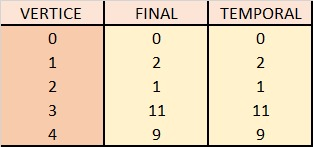 VERTICE FINAL TEMPORAL
0 0 0
1 2 2
2 1 1
3 11 11
4 9 9